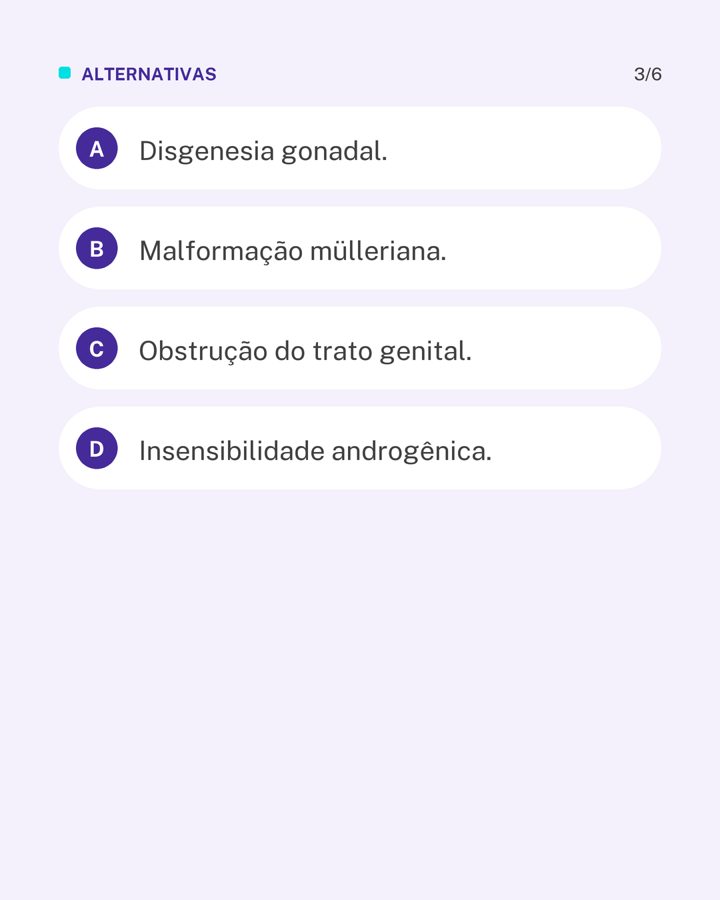 ALTERNATIVAS
3/6
A Disgenesia gonadal.
B Malformação mülleriana.
C Obstrução do trato genital.
D Insensibilidade androgênica.